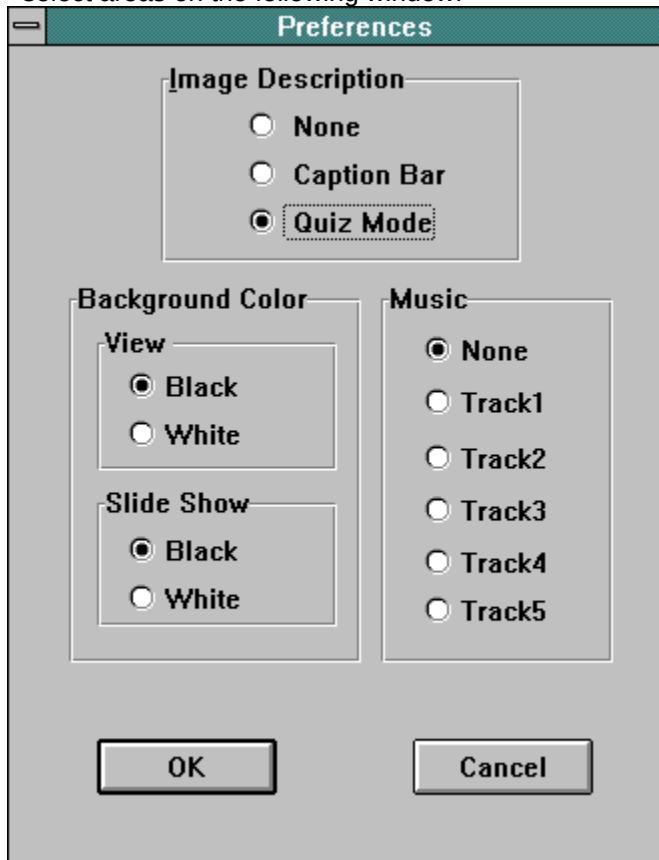 select areas on the following window.
Preferences
Image Description
None
Caption Bar
Quiz Mode
Background Color
View
Black
White
Slide Show
Black
White
Music
None
Track1
Track2
Track3
Track4
Track5
OK
Cancel